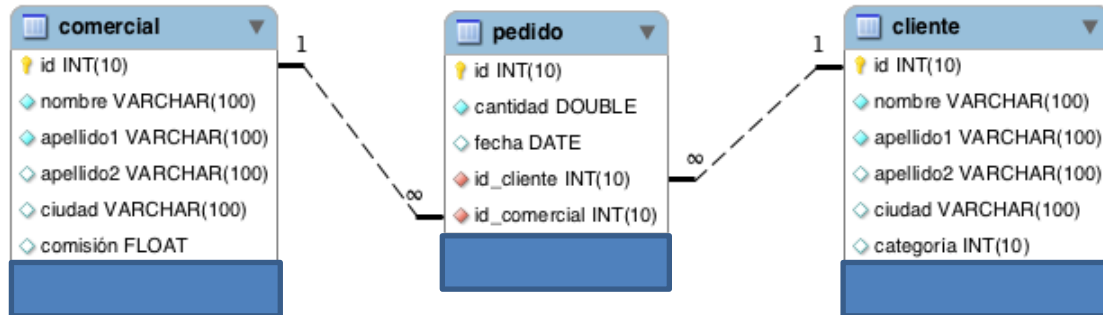 comercial
id INT(10)
nombre VARCHAR(100)
apellido1 VARCHAR(100)
apellido2 VARCHAR(100)
ciudad VARCHAR(100)
comisión FLOAT
1
∞
pedido
id INT(10)
cantidad DOUBLE
fecha DATE
id_cliente INT(10)
id_comercial INT(10)
1
∞
cliente
id INT(10)
nombre VARCHAR(100)
apellido1 VARCHAR(100)
apellido2 VARCHAR(100)
ciudad VARCHAR(100)
categoría INT(10)